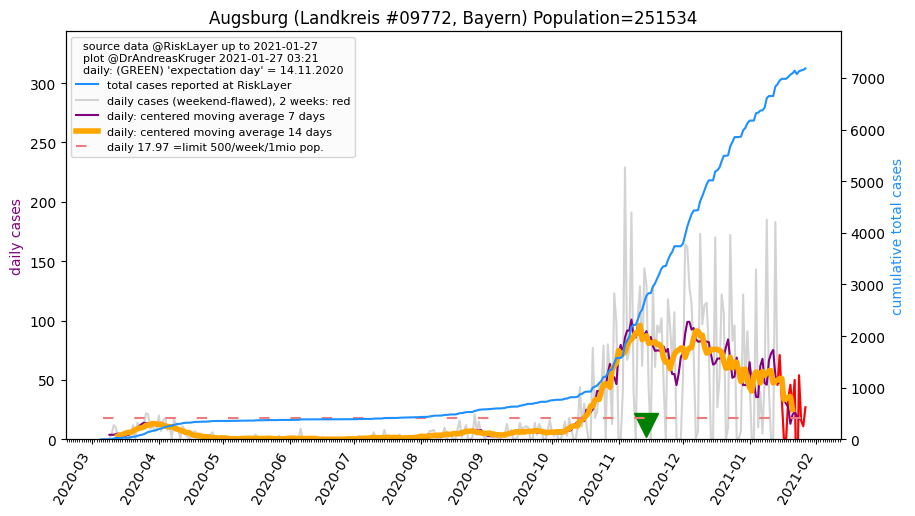 Augsburg (Landkreis #09772, Bayern) Population=251534
source data @RiskLayer up to 2021-01-27
plot @DrAndreasKruger 2021-01-27 03:21
daily: (GREEN) 'expectation day' = 14.11.2020
total cases reported at RiskLayer
daily cases (weekend-flawed), 2 weeks: red
daily: centered moving average 7 days
daily: centered moving average 14 days
daily 17.97 =limit 500/week/1mio pop.
daily cases
300
250
200
150
100
50
0
7000
6000
5000
4000
3000
2000
1000
0
cumulative total cases
2020-03
2020-04
2020-05
2020-06
2020-07
2020-08
2020-09
2020-10
2020-11
2020-12
2021-01
2021-02